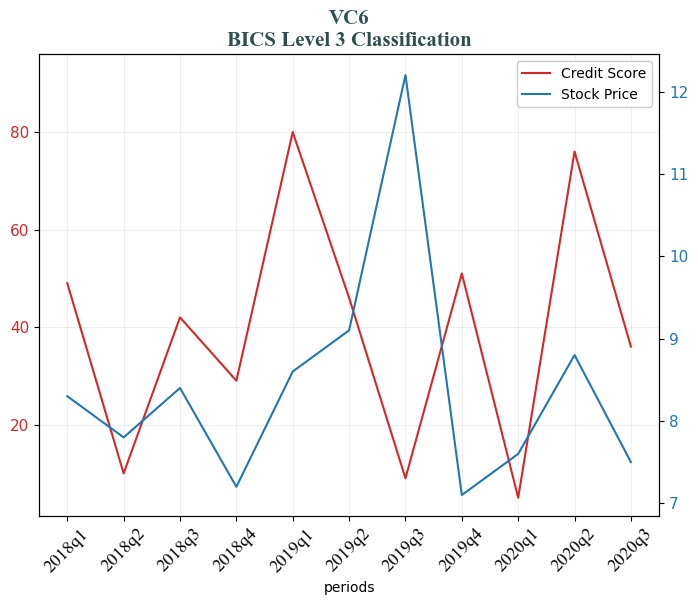 VC6
BICS Level 3 Classification
Credit Score
Stock Price
80
60
40
20
12
11
10
9
8
7
2018q1
2018q2
2018q3
2018q4
2019q1
2019q2
2019q3
2019q4
2020q1
2020q2
2020q3
periods